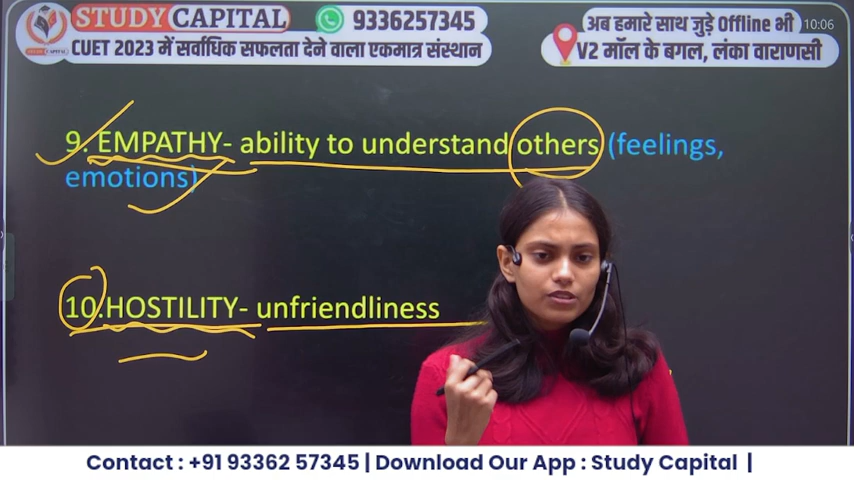 STUDY CAPITAL
9336257345
CUET 2023 में सर्वाधिक सफलता देने वाला एकमात्र संस्थान
अब हमारे साथ जुड़े Offline भी
10:06
V2 मॉल के बगल, लंका वाराणसी
9. EMPATHY- ability to understand others (feelings,
emotions)
10.HOSTILITY- unfriendliness
Contact : +91 93362 57345 | Download Our App : Study Capital |